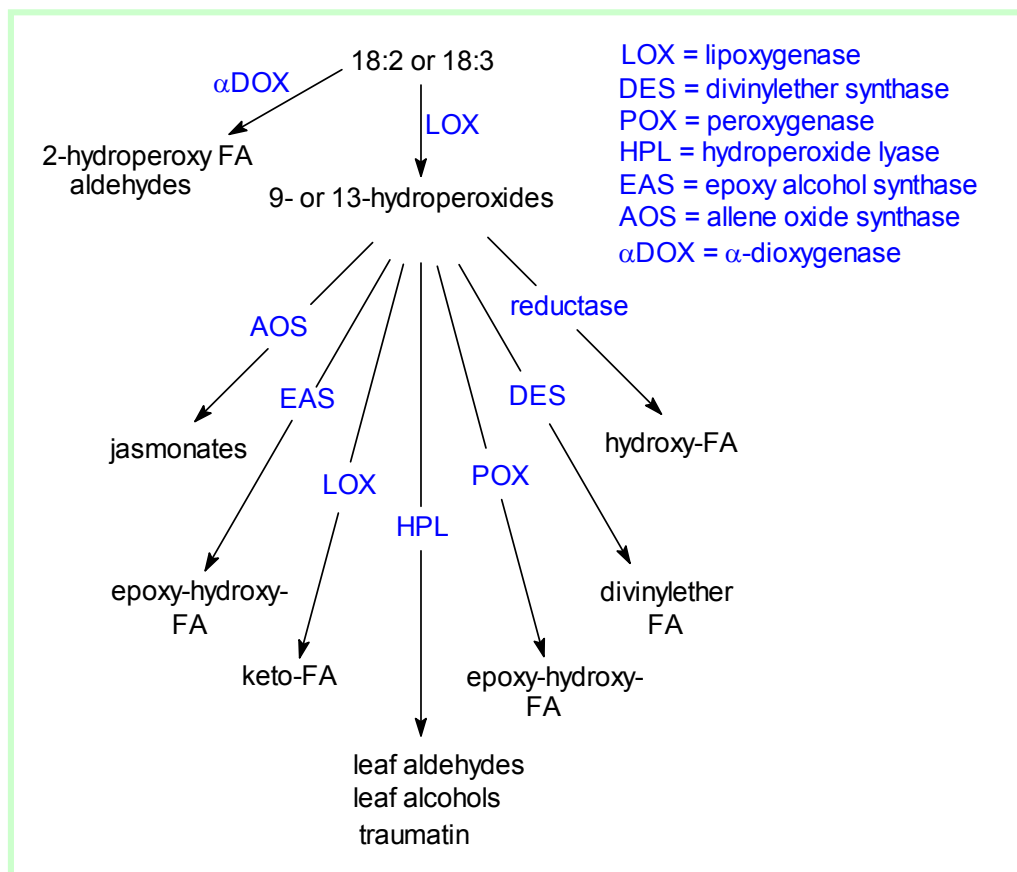 18:2 or 18:3
αDOX
LOX
2-hydroperoxy FA
aldehydes
9- or 13-hydroperoxides
LOX = lipoxygenase
DES = divinylether synthase
POX = peroxygenase
HPL = hydroperoxide lyase
EAS = epoxy alcohol synthase
AOS = allene oxide synthase
αDOX = α-dioxygenase
AOS
EAS
LOX
HPL
POX
DES
reductase
jasmonates
epoxy-hydroxy-
FA
keto-FA
leaf aldehydes
leaf alcohols
traumatin
epoxy-hydroxy-
FA
divinylether
FA
hydroxy-FA